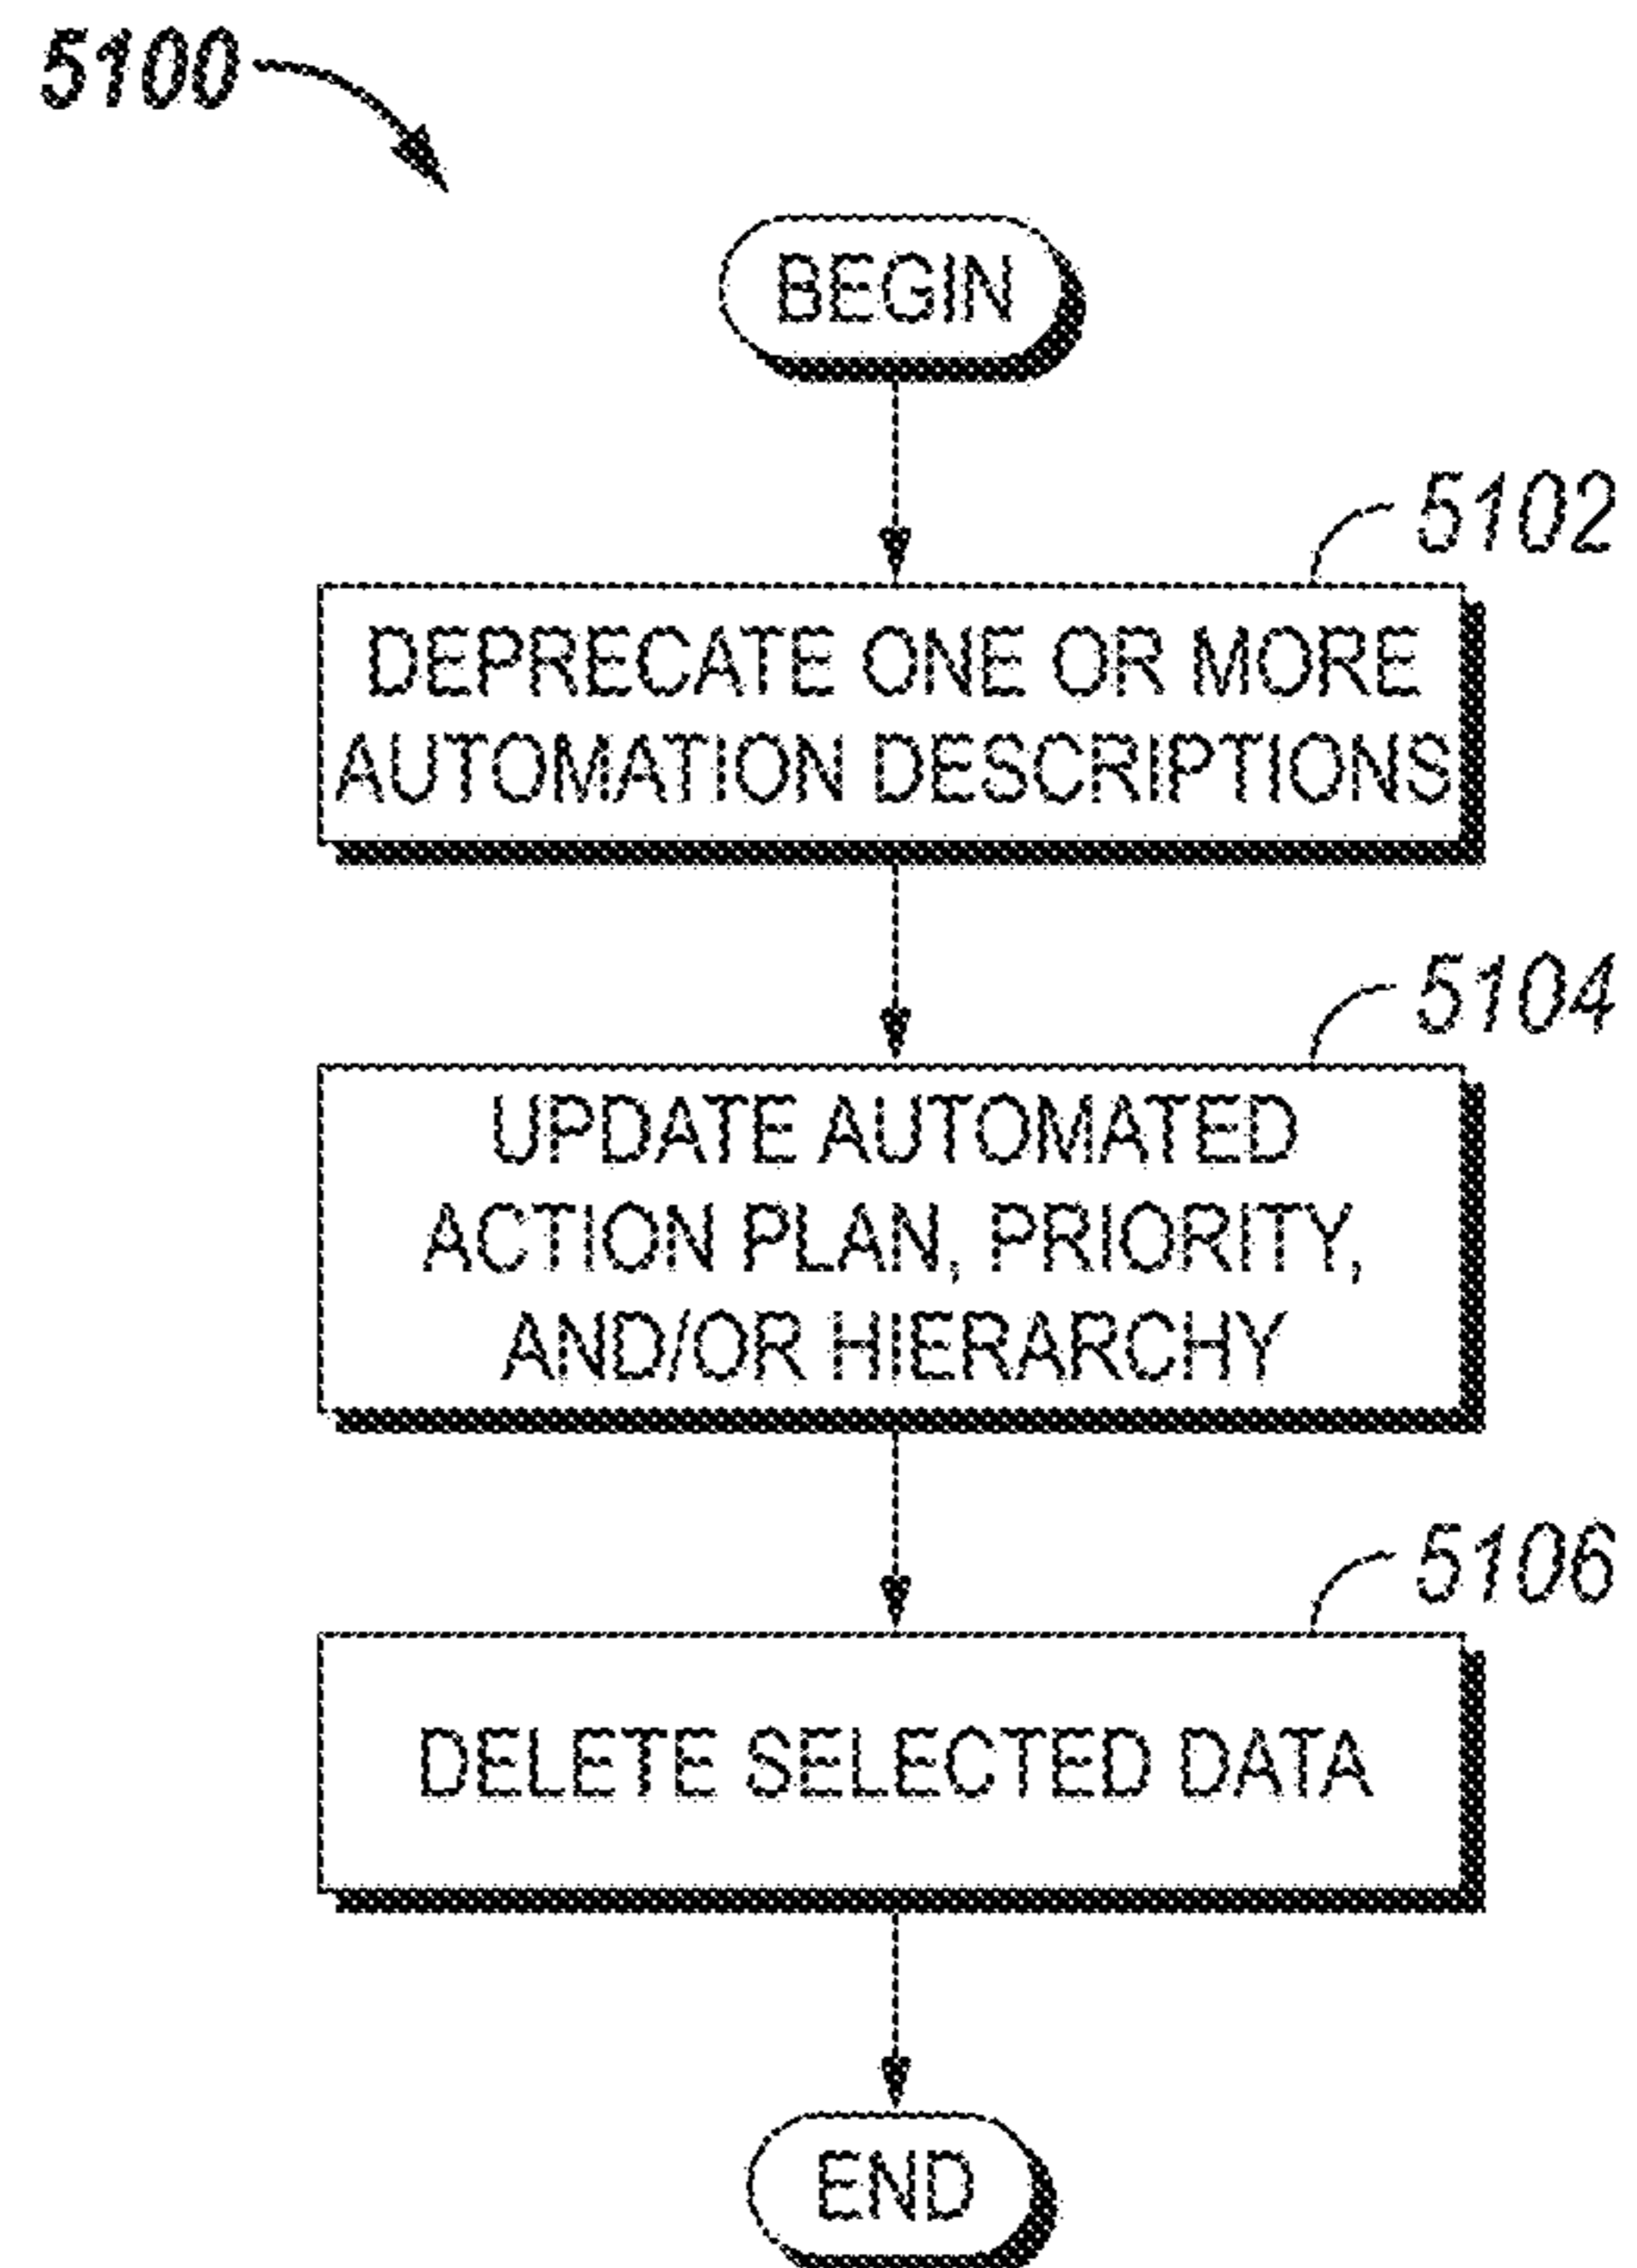 5100
BEGIN
5102
DEPRECATE ONE OR MORE
AUTOMATION DESCRIPTIONS
5104
UPDATE AUTOMATED
ACTION PLAN, PRIORITY,
AND/OR HIERARCHY
5106
DELETE SELECTED DATA
END